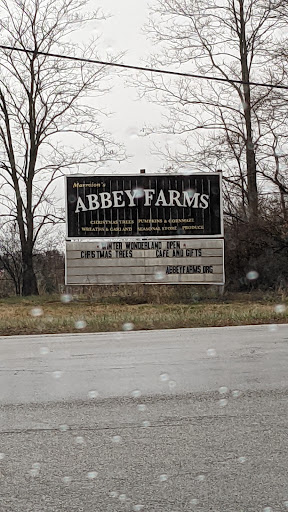 Marmion's
ABBEY FARMS
CHRISTMAS TREES PUMPKINS & CORNMAZE
WREATHS & GARLAND SEASONAL STORE PRODUCE
* WINTER WONDERLAND OPEN *
CHRISTMAS TREES CAFE AND GIFTS
ABBEYFARMS.ORG